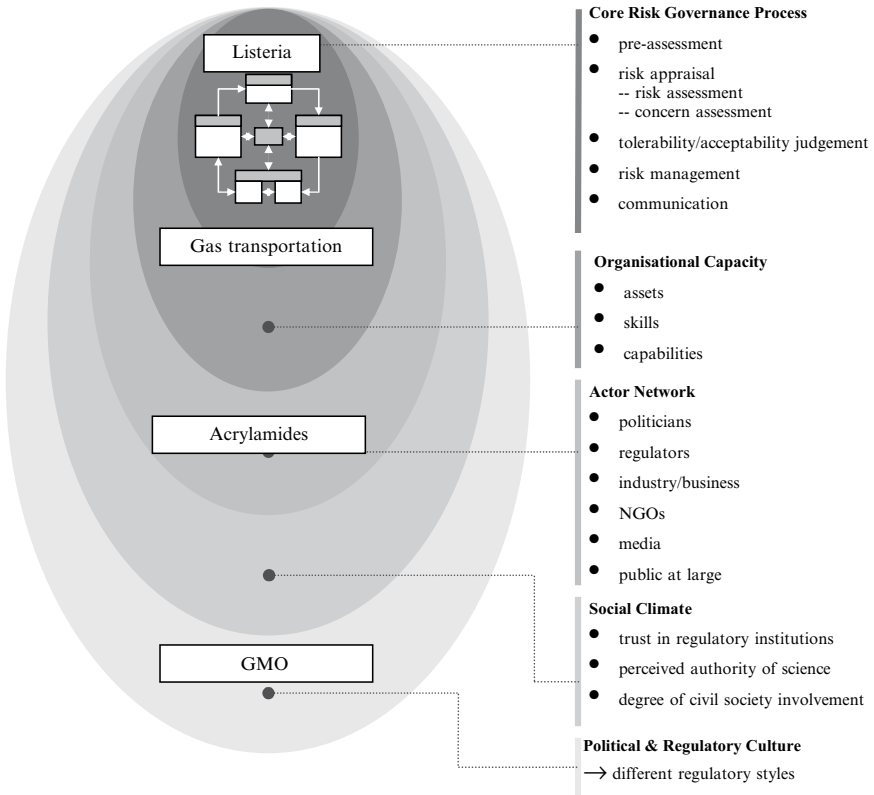 Listeria
Gas transportation
Acrylamides
GMO
Core Risk Governance Process
● pre-assessment
● risk appraisal
-- risk assessment
-- concern assessment
● tolerability/acceptability judgement
● risk management
● communication
Organisational Capacity
● assets
● skills
● capabilities
Actor Network
● politicians
● regulators
● industry/business
● NGOs
● media
● public at large
Social Climate
● trust in regulatory institutions
● perceived authority of science
● degree of civil society involvement
Political & Regulatory Culture
→ different regulatory styles